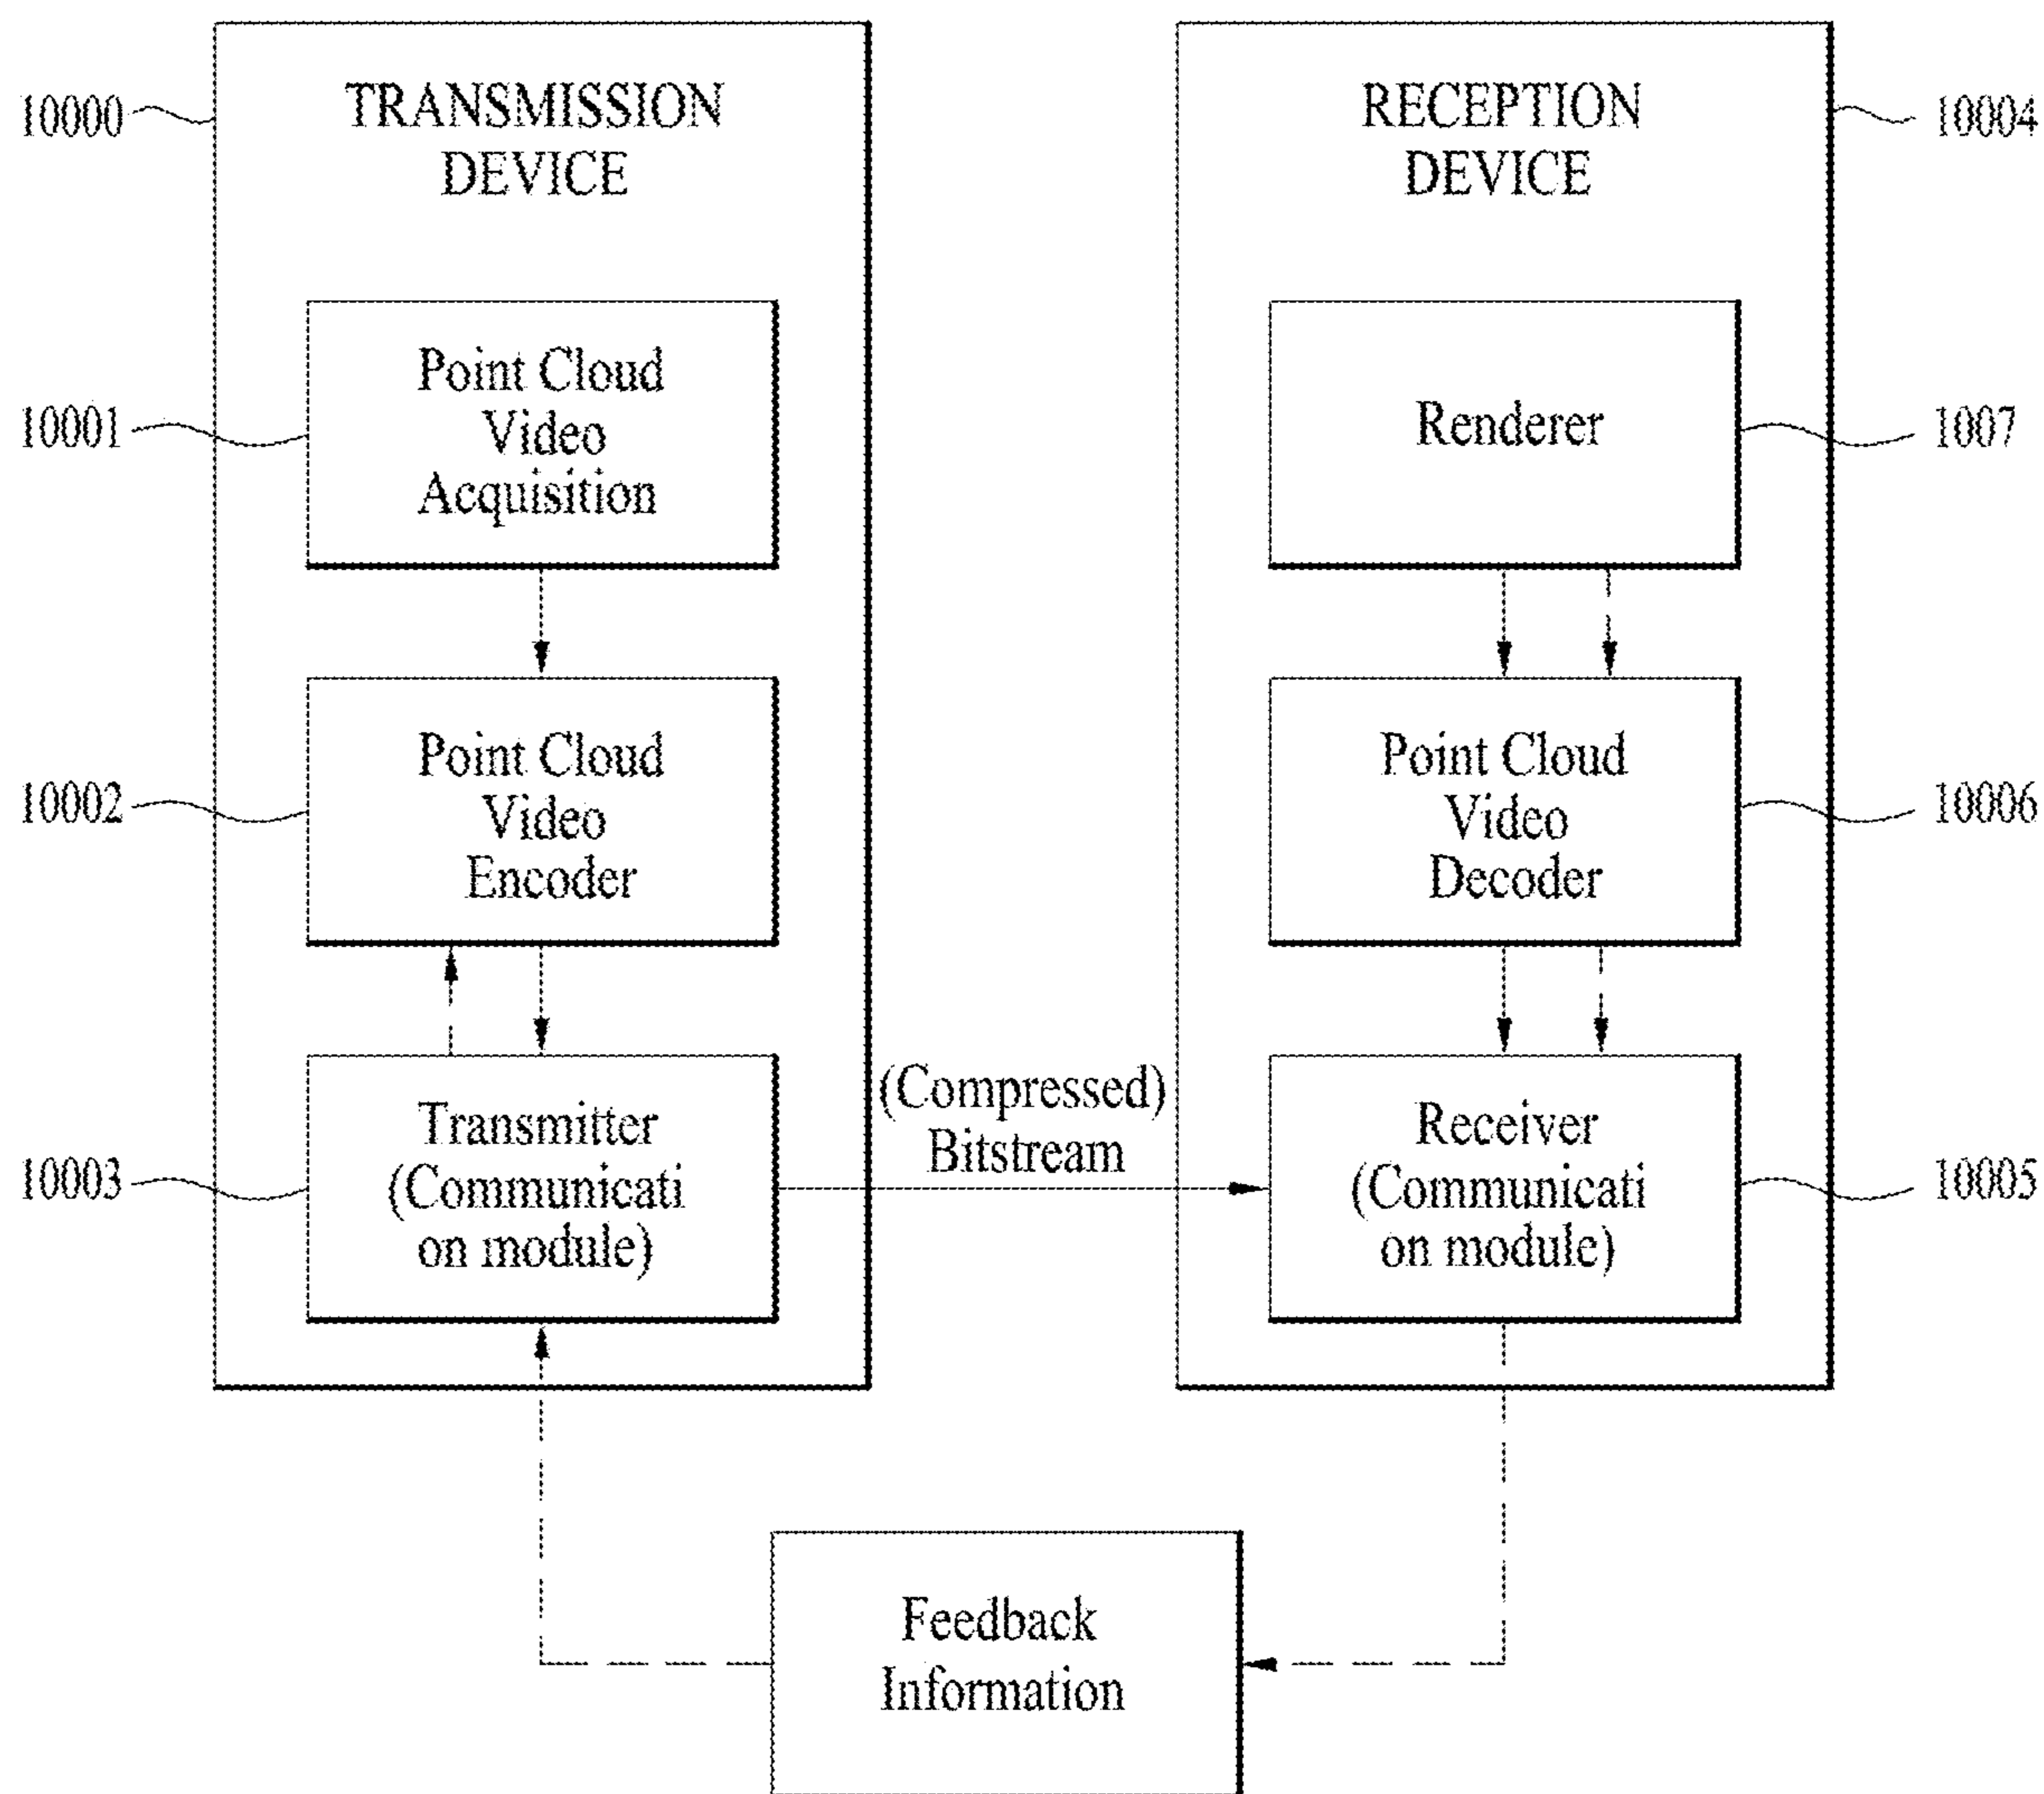 10000
TRANSMISSION
DEVICE
10001
Point Cloud
Video
Acquisition
10002
Point Cloud
Video
Encoder
10003
Transmitter
(Communicati
on module)
(Compressed)
Bitstream
RECEPTION
DEVICE
10004
Renderer
1007
Point Cloud
Video
Decoder
10006
Receiver
(Communicati
on module)
10005
Feedback
Information